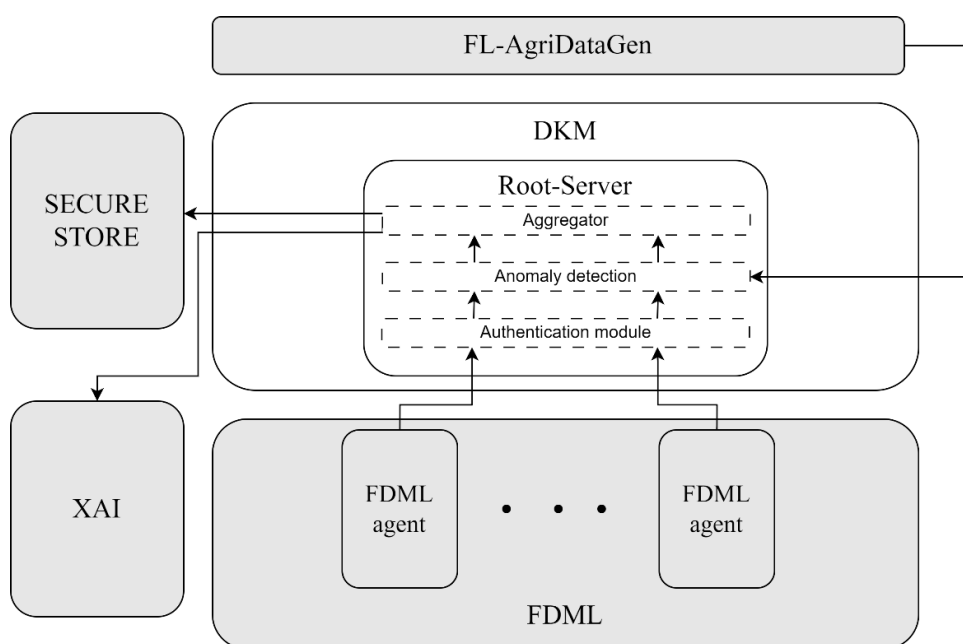 FL-AgriDataGen
DKM
Root-Server
Aggregator
Anomaly detection
Authentication module
SECURE
STORE
XAI
FDML
agent
FDML
agent
FDML